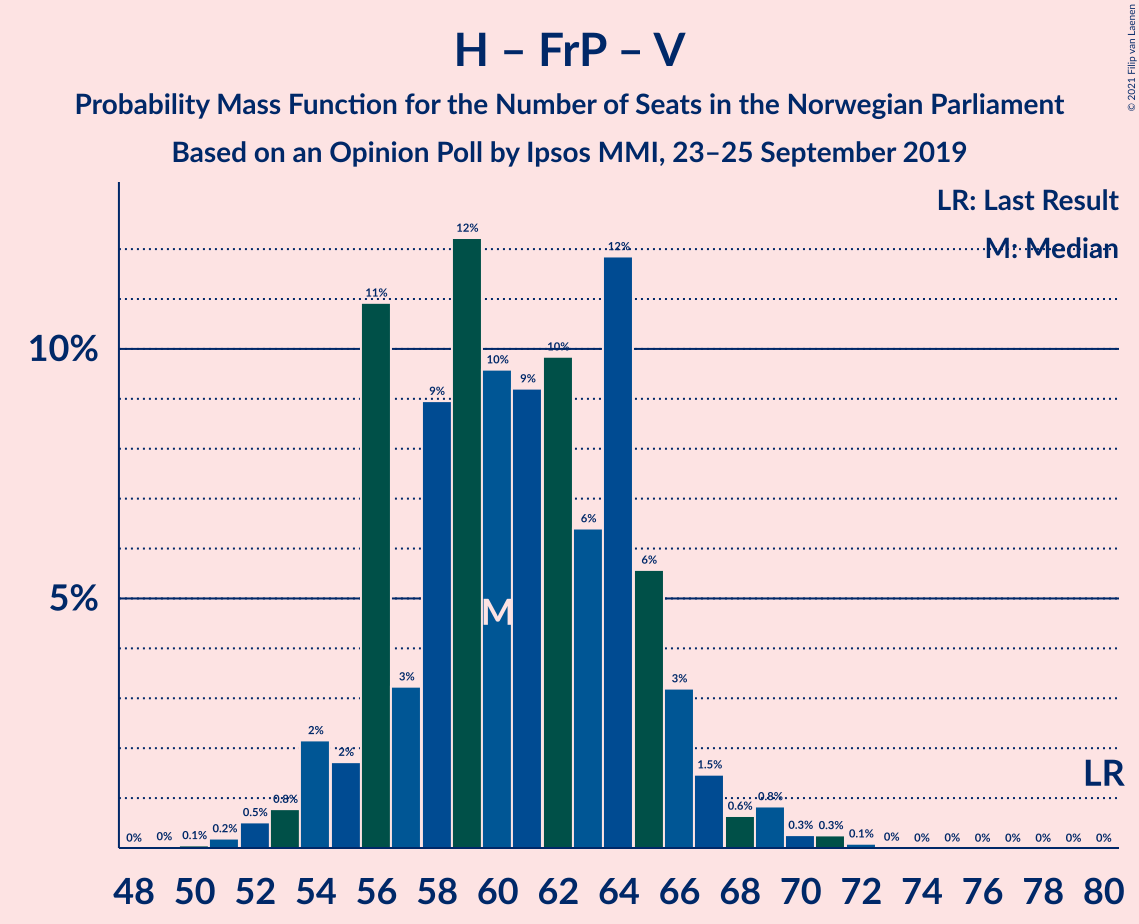 © 2021 Filip van Laenen
H – FrP – V
Probability Mass Function for the Number of Seats in the Norwegian Parliament
Based on an Opinion Poll by Ipsos MMI, 23–25 September 2019
LR: Last Result
M: Median
10%
5%
0% 0% 0.1% 0.2% 0.5% 0.8% 2% 2% 11% 3% 9% 12% 10% 9% 10% 6% 12% 6% 3% 1.5% 0.6% 0.8% 0.3% 0.3% 0.1% 0% 0% 0% 0% 0% 0% 0% 0%
M
LR
48 50 52 54 56 58 60 62 64 66 68 70 72 74 76 78 80